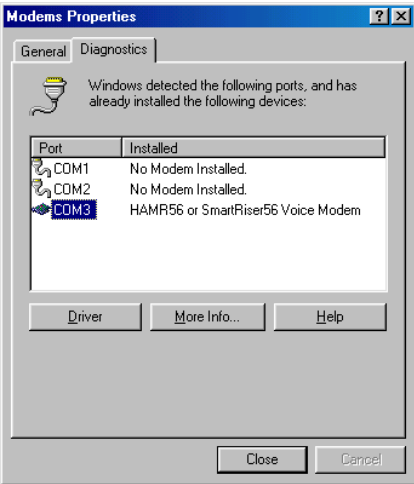 Modems Properties
General Diagnostics
Windows detected the following ports, and has
already installed the following devices:
Port Installed
COM1 No Modem Installed.
COM2 No Modem Installed.
COM3 HAMR56 or SmartRiser56 Voice Modem
Driver More Info... Help
Close Cancel